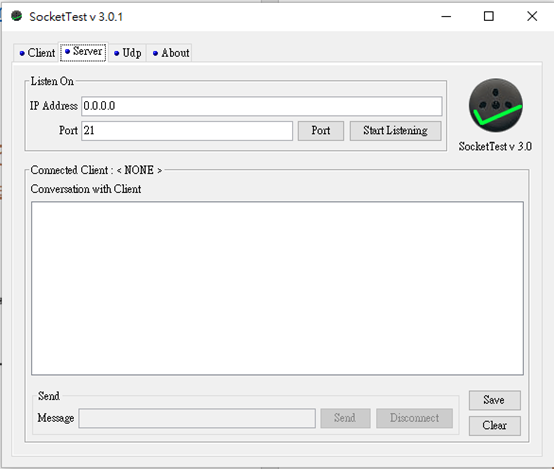 SocketTest v 3.0.1
Client Server Udp About
Listen On
IP Address 0.0.0.0
Port 21 Port Start Listening
SocketTest v 3.0
Connected Client : < NONE >
Conversation with Client
Send
Message Send Disconnect
Save
Clear